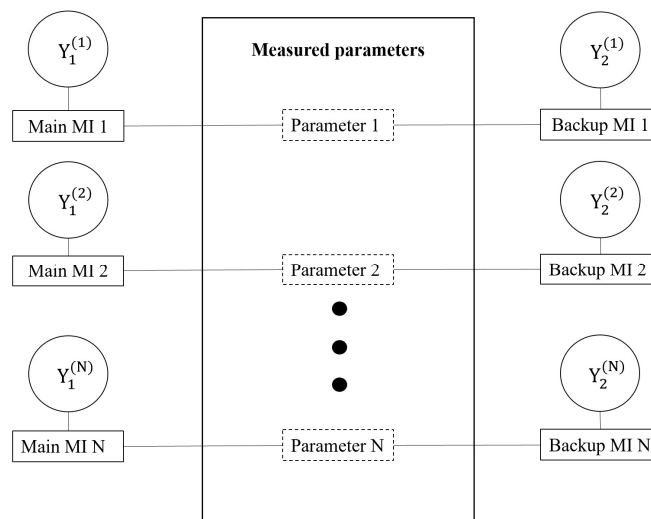 Measured parameters
Y₁⁽¹⁾ Y₂⁽¹⁾
Main MI 1 Parameter 1 Backup MI 1
Y₁⁽²⁾ Y₂⁽²⁾
Main MI 2 Parameter 2 Backup MI 2
Y₁⁽ᴺ⁾ Y₂⁽ᴺ⁾
Main MI N Parameter N Backup MI N